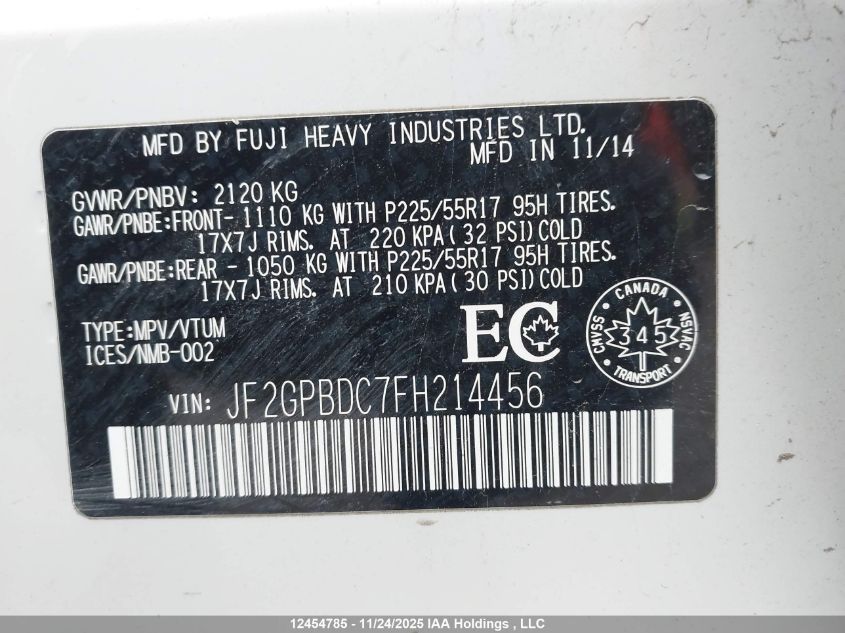 MFD BY FUJI HEAVY INDUSTRIES LTD.
MFD IN 11/14
GVWR/PNBV: 2120 KG
GAWR/PNBE:FRONT- 1110 KG WITH P225/55R17 95H TIRES.
17X7J RIMS. AT 220 KPA( 32 PSI)COLD
GAWR/PNBE:REAR - 1050 KG WITH P225/55R17 95H TIRES.
17X7J RIMS. AT 210 KPA( 30 PSI)COLD
TYPE:MPV/VTUM
ICES/NMB-002
EC
CANADA
CNVSS
345
NSVAC
TRANSPORT
VIN: JF2GPBDC7FH214456
12454785 - 11/24/2025 IAA Holdings , LLC